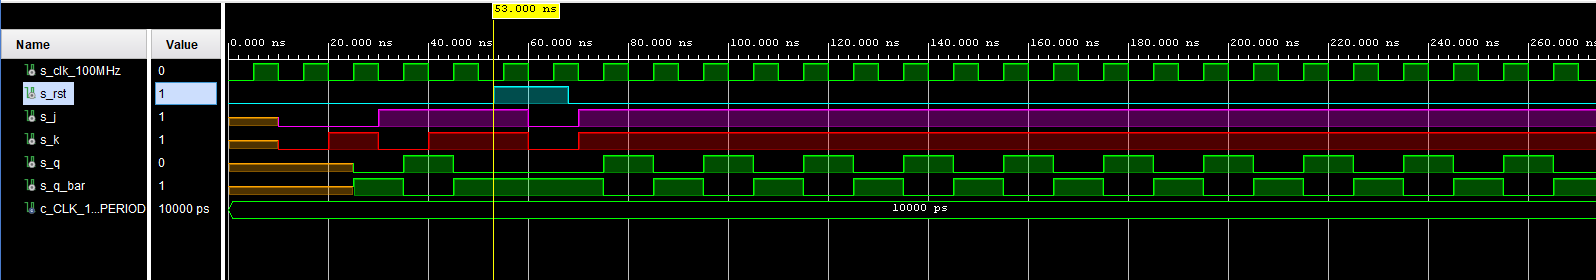 53.000 ns
Name Value
0.000 ns 20.000 ns 40.000 ns 60.000 ns 80.000 ns 100.000 ns 120.000 ns 140.000 ns 160.000 ns 180.000 ns 200.000 ns 220.000 ns 240.000 ns 260.000
s_clk_100MHz 0
s_rst 1
s_j 1
s_k 1
s_q 0
s_q_bar 1
c_CLK_1...PERIOD 10000 ps 10000 ps